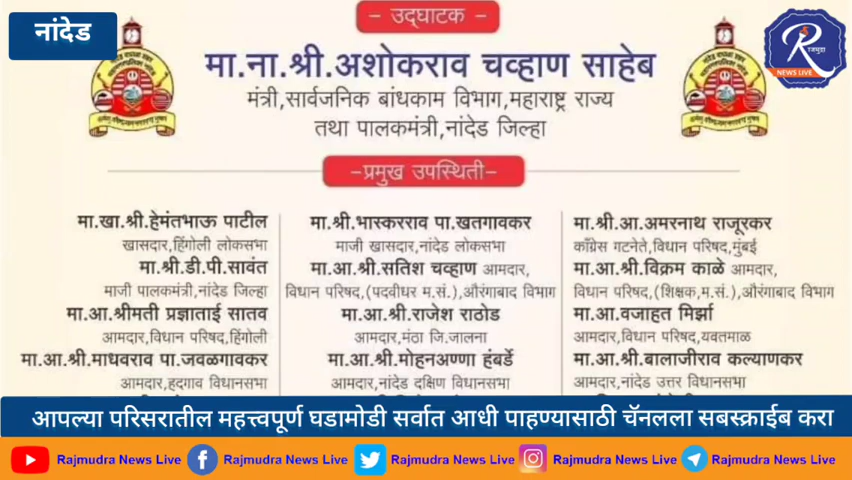 नांदेड
- उद्घाटक -
R राजमुद्रा
NEWS LIVE
मा.ना.श्री.अशोकराव चव्हाण साहेब
मंत्री,सार्वजनिक बांधकाम विभाग,महाराष्ट्र राज्य
तथा पालकमंत्री,नांदेड जिल्हा
-प्रमुख उपस्थिती-
मा.खा.श्री.हेमंतभाऊ पाटील
खासदार,हिंगोली लोकसभा
मा.श्री.डी.पी.सावंत
माजी पालकमंत्री,नांदेड जिल्हा
मा.आ.श्रीमती प्रज्ञाताई सातव
आमदार,विधान परिषद,हिंगोली
मा.आ.श्री.माधवराव पा.जवळगावकर
आमदार,हदगाव विधानसभा
मा.श्री.भास्करराव पा.खतगावकर
माजी खासदार,नांदेड लोकसभा
मा.आ.श्री.सतिश चव्हाण आमदार,
विधान परिषद,(पदवीधर म.सं.),औरंगाबाद विभाग
मा.आ.श्री.राजेश राठोड
आमदार,मंठा जि.जालना
मा.आ.श्री.मोहनअण्णा हंबर्डे
आमदार,नांदेड दक्षिण विधानसभा
मा.श्री.आ.अमरनाथ राजूरकर
काँग्रेस गटनेते,विधान परिषद,मुंबई
मा.आ.श्री.विक्रम काळे आमदार,
विधान परिषद,(शिक्षक,म.सं.),औरंगाबाद विभाग
मा.आ.वजाहत मिर्झा
आमदार,विधान परिषद,यवतमाळ
मा.आ.श्री.बालाजीराव कल्याणकर
आमदार,नांदेड उत्तर विधानसभा
आपल्या परिसरातील महत्त्वपूर्ण घडामोडी सर्वात आधी पाहण्यासाठी चॅनलला सबस्क्राईब करा
Rajmudra News Live Rajmudra News Live Rajmudra News Live Rajmudra News Live Rajmudra News Live